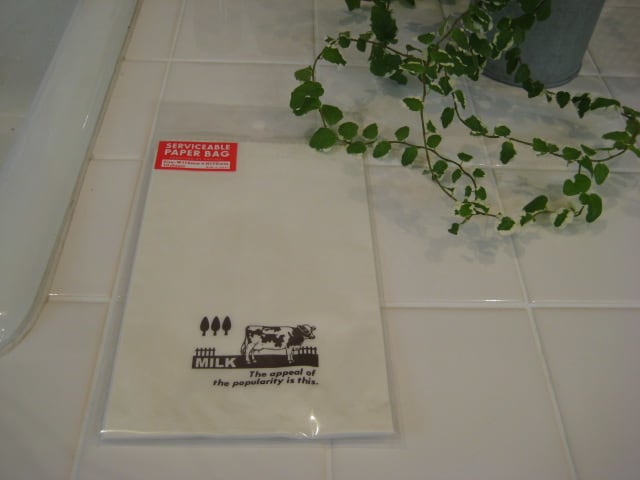 SERVICEABLE
PAPER BAG
MILK
The appeal of
the popularity is this.